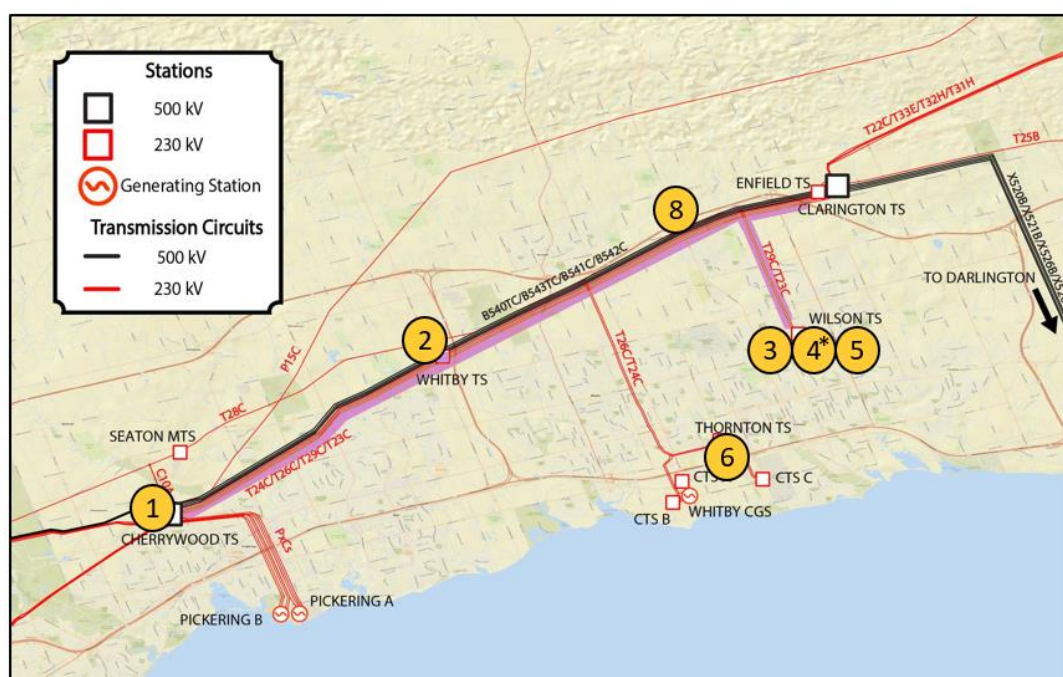 Stations
500 kV
230 kV
Generating Station
Transmission Circuits
500 kV
230 kV
T22C/T33E/T32H/T31H
T25B
ENFIELD TS
CLARINGTON TS
8
X520B/X521B/X526B/
B540TC/B543TC/B541C/B542C
T29C/T23C
TO DARLINGTON
P15C
2
WHITBY TS
T26C/T24C
WILSON TS
3
4*
5
T28C
SEATON MTS
T24C/T26C/T29C/T23C
THORNTON TS
6
CTS C
WHITBY CGS
CTS B
1
CHERRYWOOD TS
PxCs
PICKERING A
PICKERING B